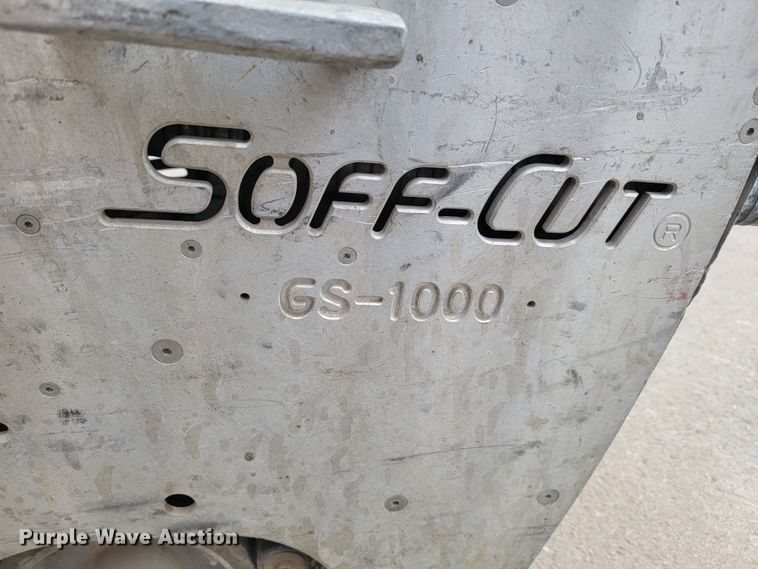 SOFF-CUT®
GS-1000
Purple Wave Auction